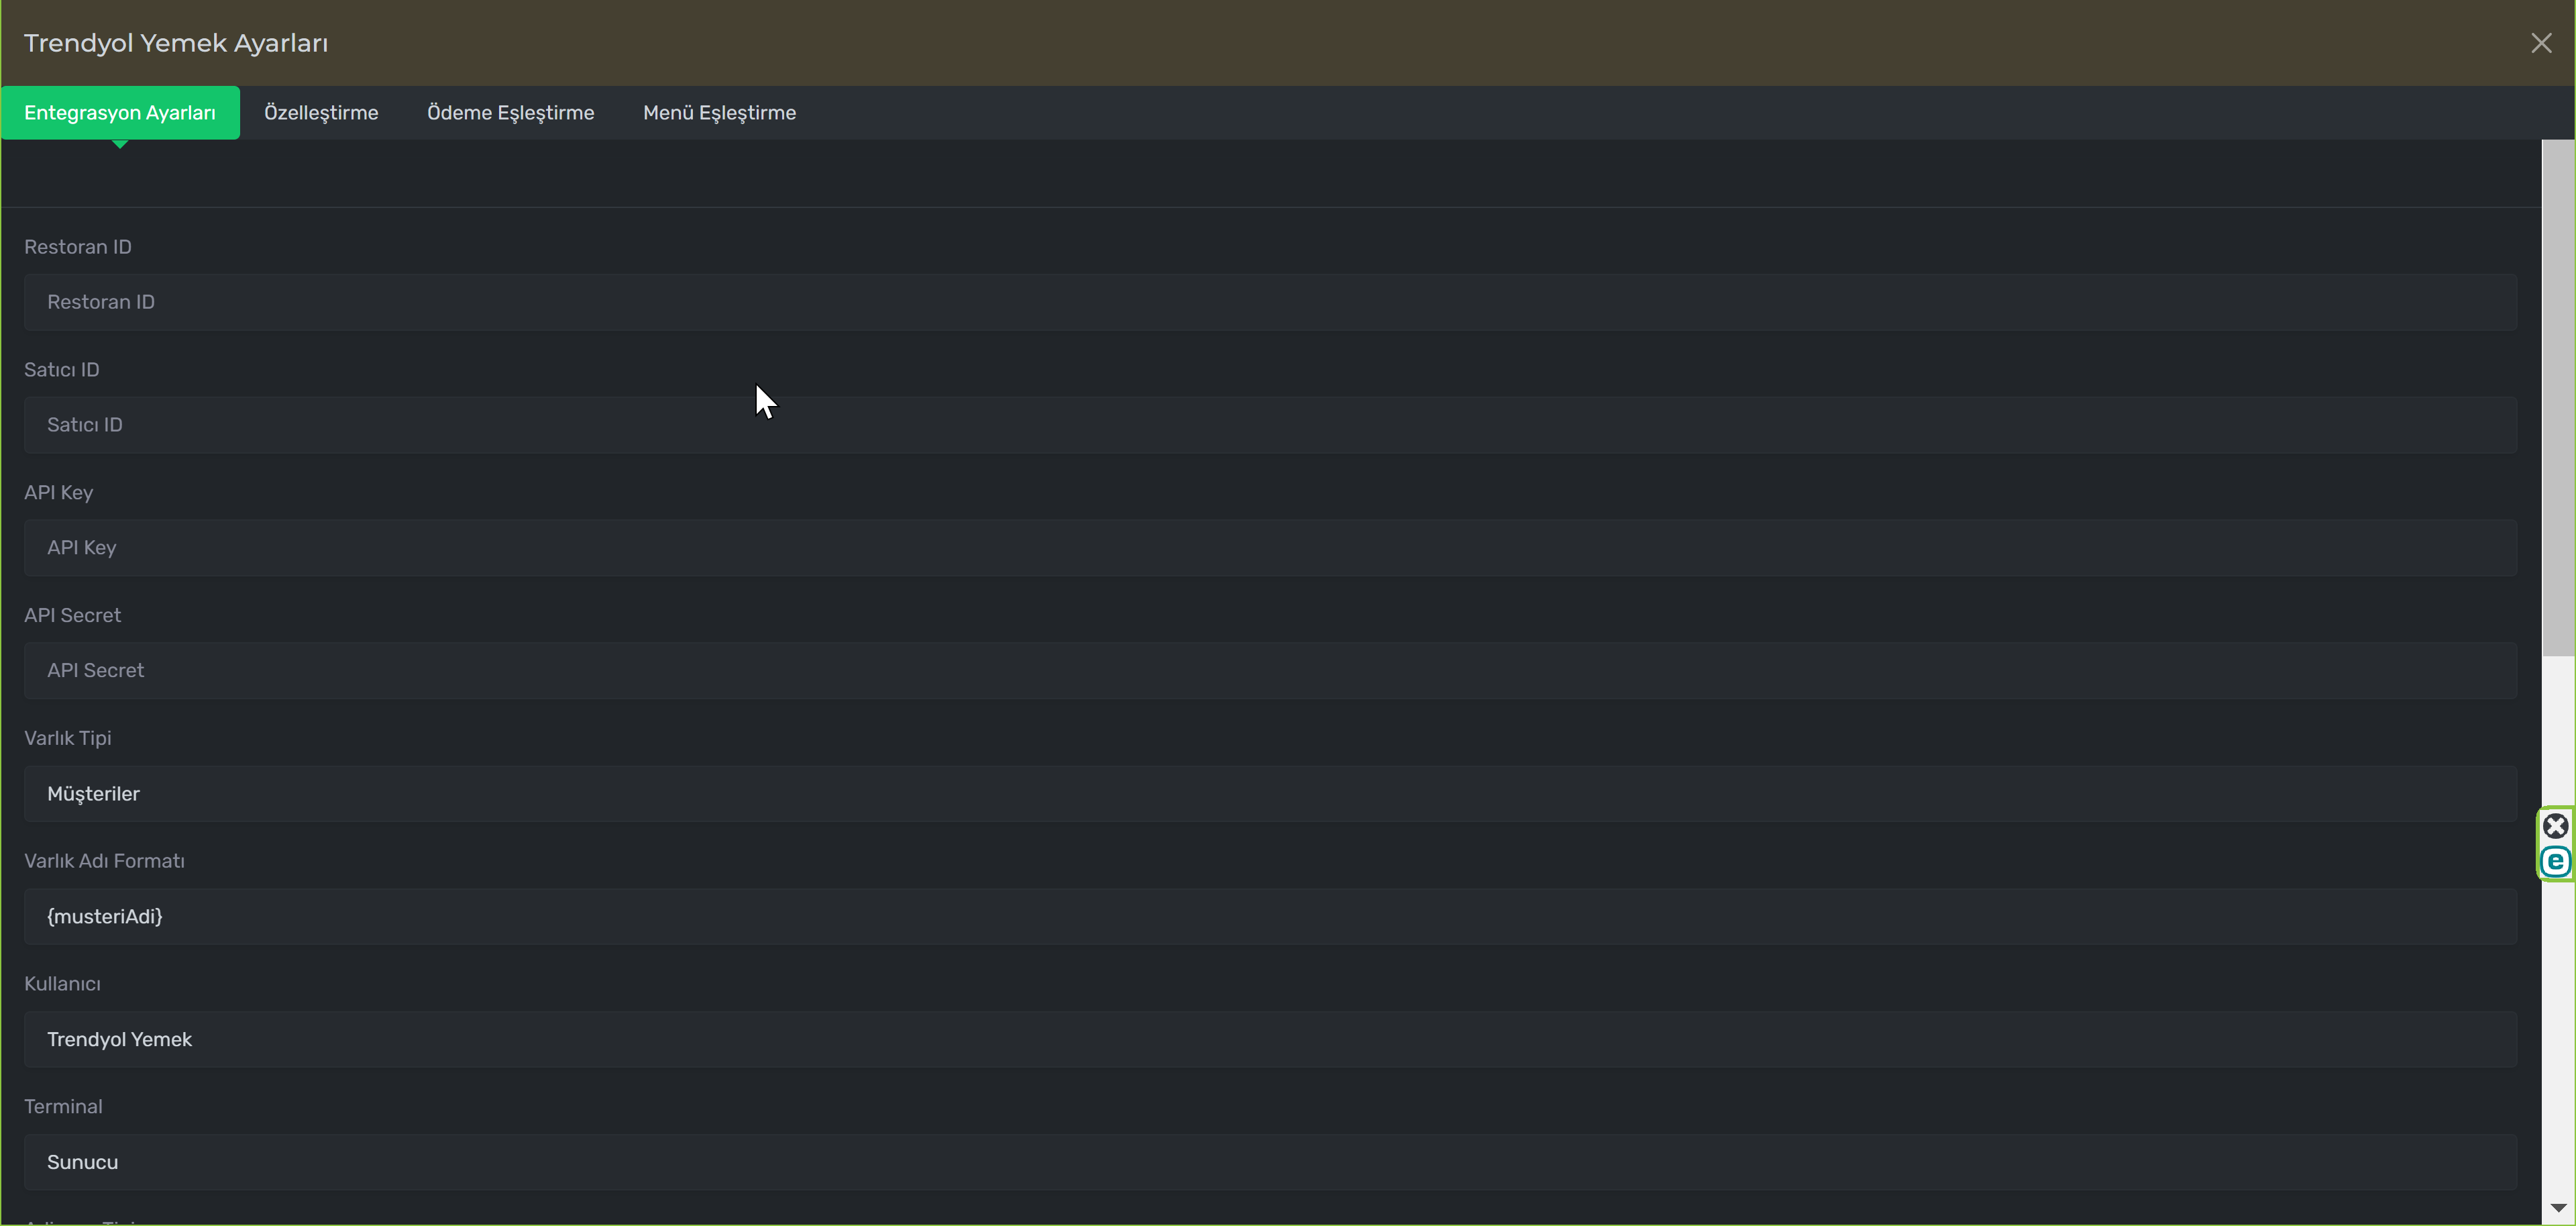 Trendyol Yemek Ayarları
Entegrasyon Ayarları Özelleştirme Ödeme Eşleştirme Menü Eşleştirme
Restoran ID
Restoran ID
Satıcı ID
Satıcı ID
API Key
API Key
API Secret
API Secret
Varlık Tipi
Müşteriler
Varlık Adı Formatı
{musteriAdi}
Kullanıcı
Trendyol Yemek
Terminal
Sunucu
e